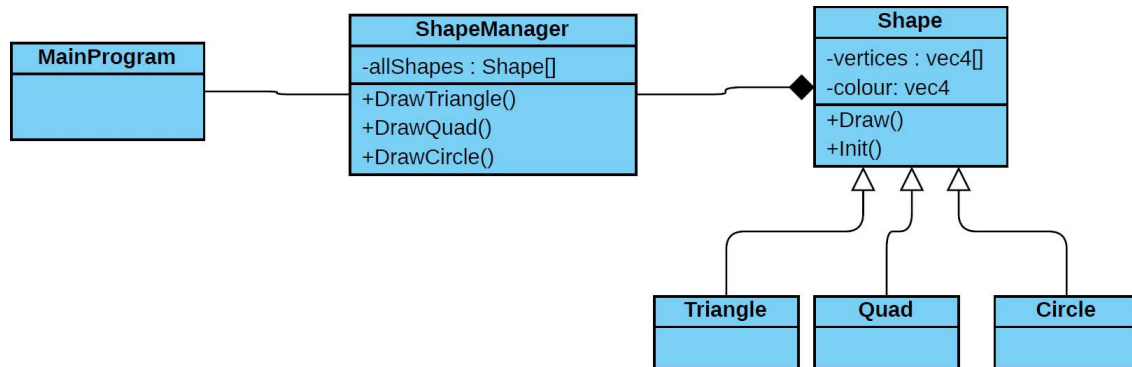 MainProgram
ShapeManager
-allShapes : Shape[]
+DrawTriangle()
+DrawQuad()
+DrawCircle()
Shape
-vertices : vec4[]
-colour: vec4
+Draw()
+Init()
Triangle
Quad
Circle